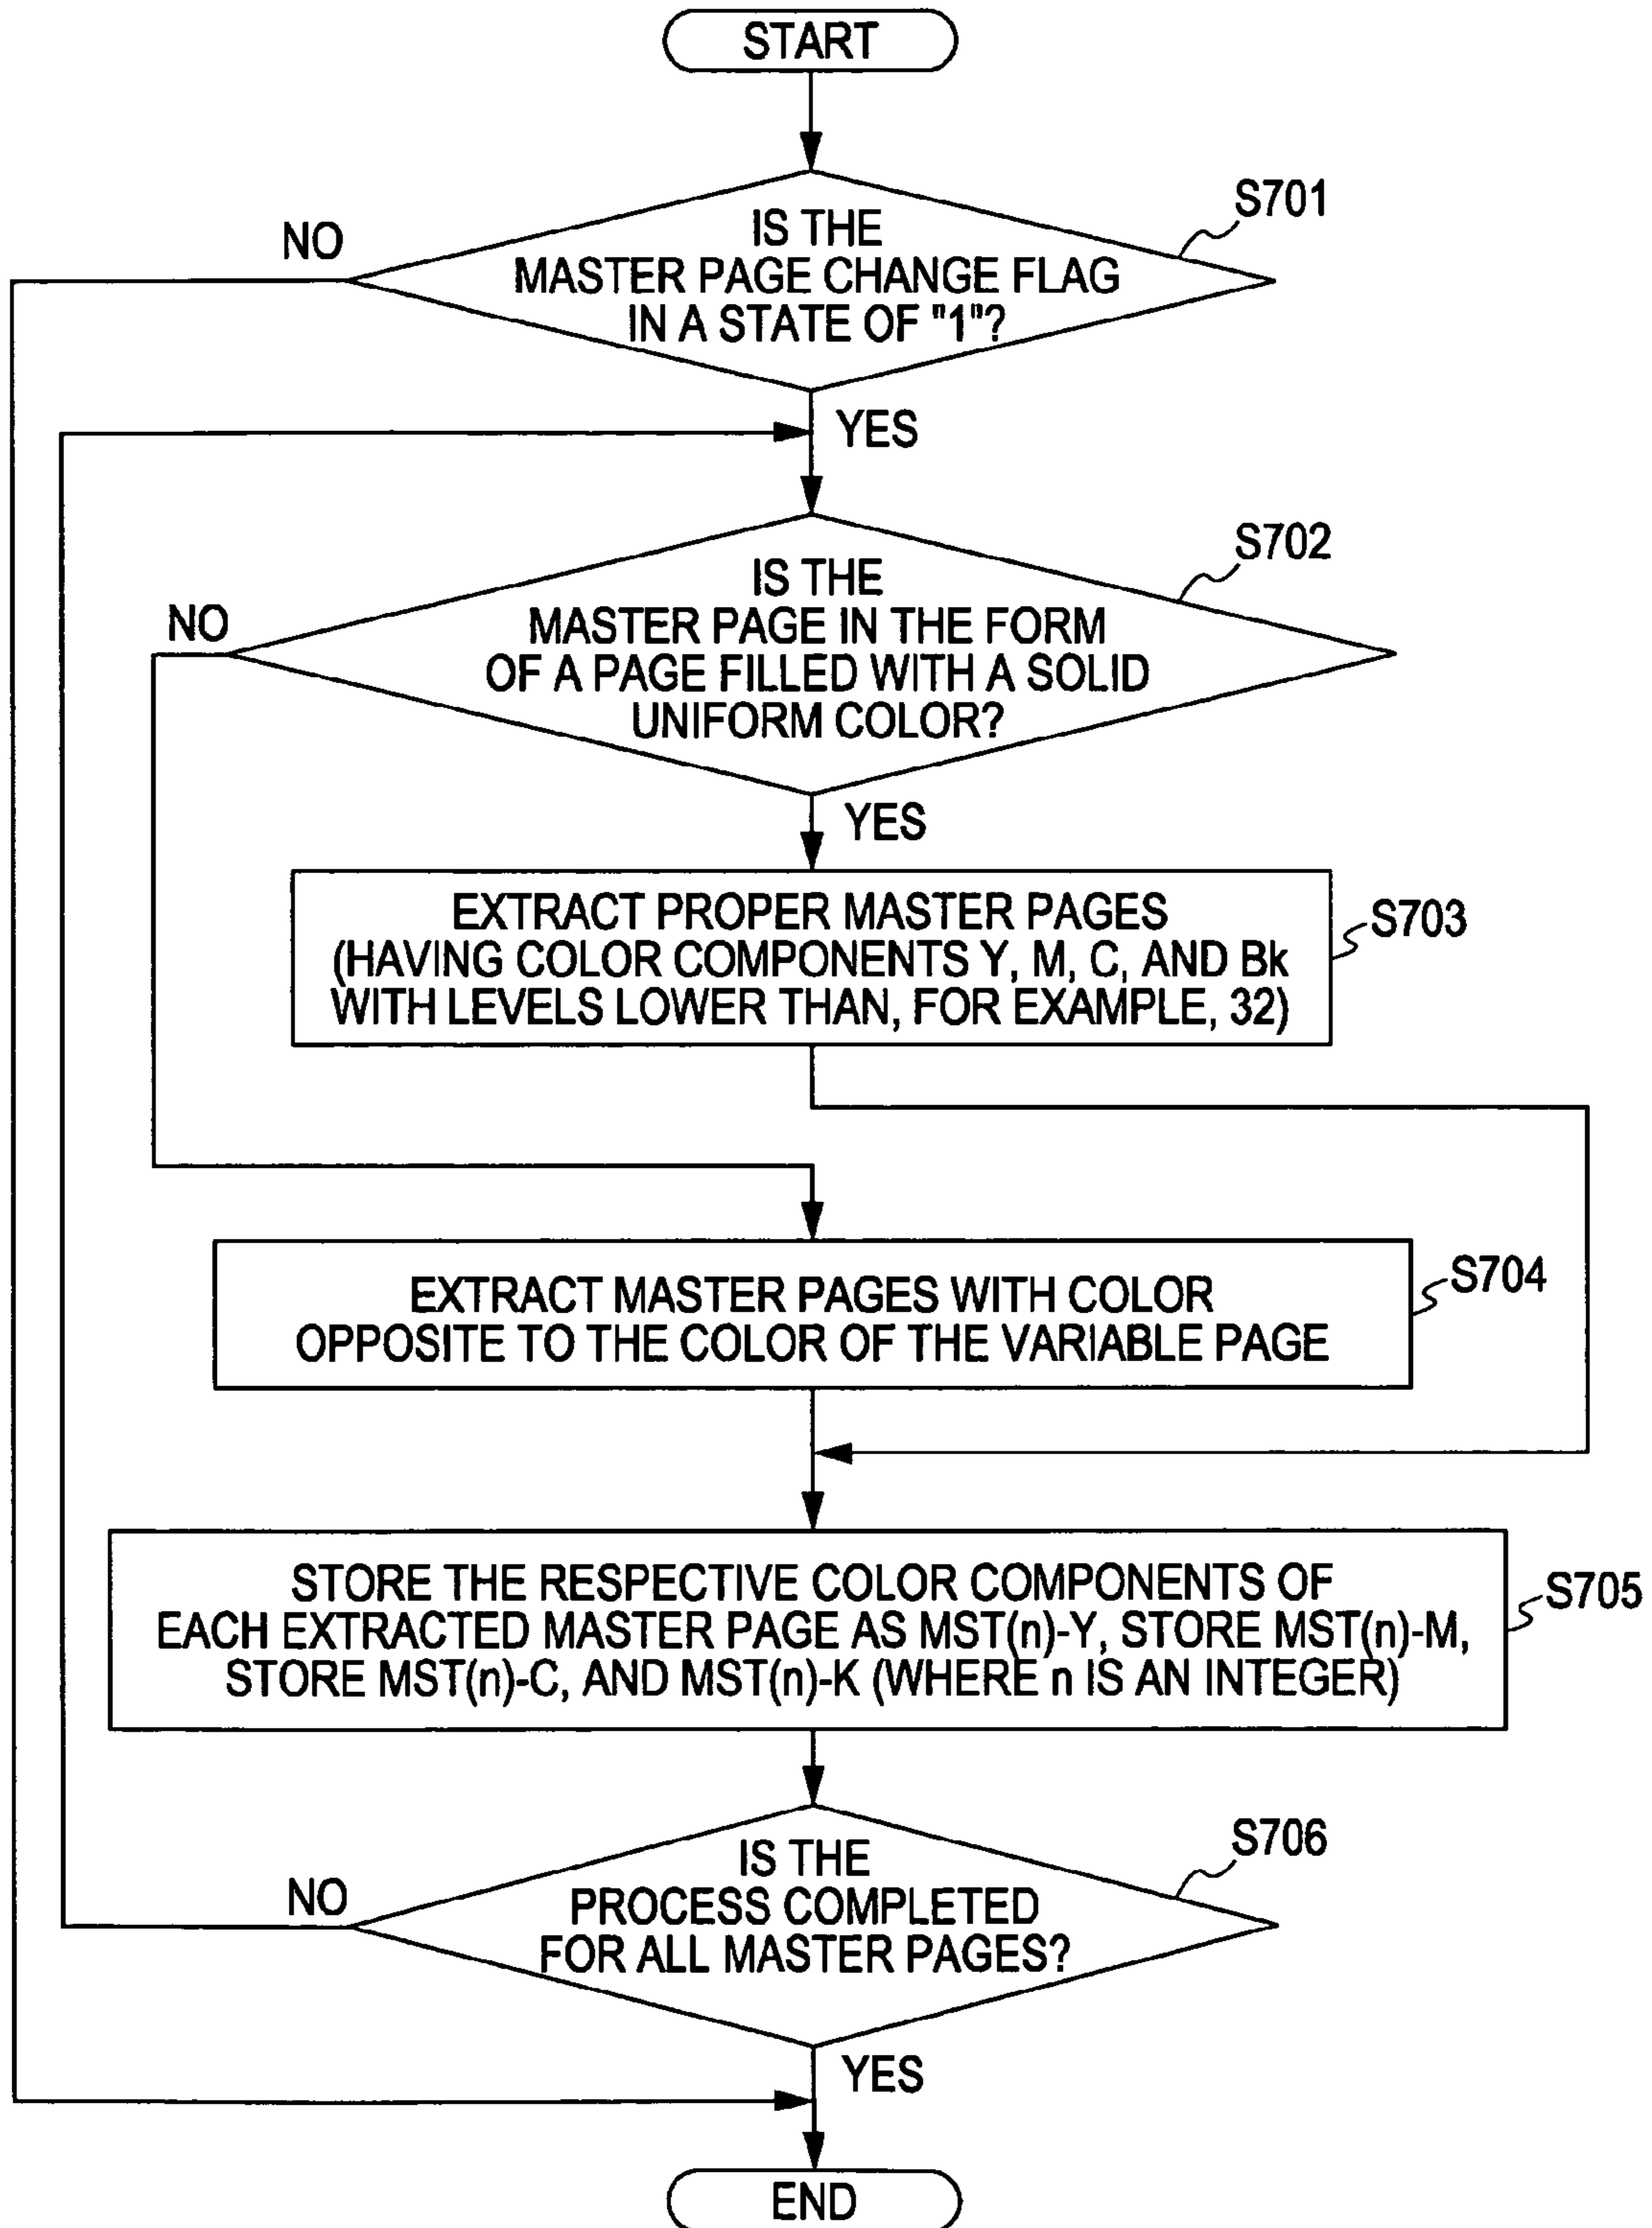 START
S701
NO
IS THE
MASTER PAGE CHANGE FLAG
IN A STATE OF "1"?
YES
S702
NO
IS THE
MASTER PAGE IN THE FORM
OF A PAGE FILLED WITH A SOLID
UNIFORM COLOR?
YES
EXTRACT PROPER MASTER PAGES
(HAVING COLOR COMPONENTS Y, M, C, AND Bk
WITH LEVELS LOWER THAN, FOR EXAMPLE, 32)
S703
EXTRACT MASTER PAGES WITH COLOR
OPPOSITE TO THE COLOR OF THE VARIABLE PAGE
S704
STORE THE RESPECTIVE COLOR COMPONENTS OF
EACH EXTRACTED MASTER PAGE AS MST(n)-Y, STORE MST(n)-M,
STORE MST(n)-C, AND MST(n)-K (WHERE n IS AN INTEGER)
S705
S706
NO
IS THE
PROCESS COMPLETED
FOR ALL MASTER PAGES?
YES
END